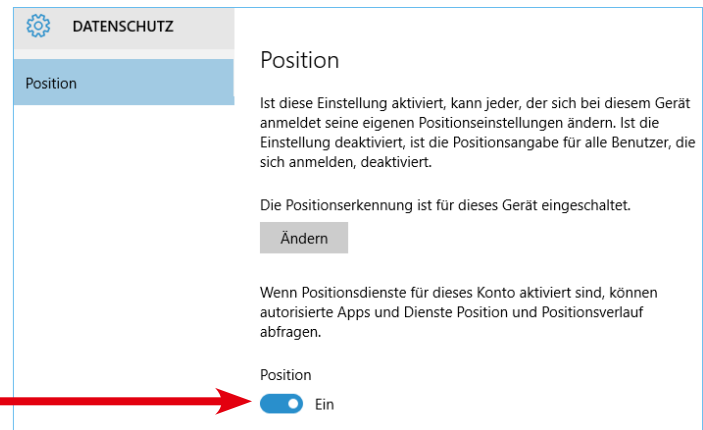 DATENSCHUTZ
Position
Position
Ist diese Einstellung aktiviert, kann jeder, der sich bei diesem Gerät
anmeldet seine eigenen Positionseinstellungen ändern. Ist die
Einstellung deaktiviert, ist die Positionsangabe für alle Benutzer, die
sich anmelden, deaktiviert.
Die Positionserkennung ist für dieses Gerät eingeschaltet.
Ändern
Wenn Positionsdienste für dieses Konto aktiviert sind, können
autorisierte Apps und Dienste Position und Positionsverlauf
abfragen.
Position
Ein